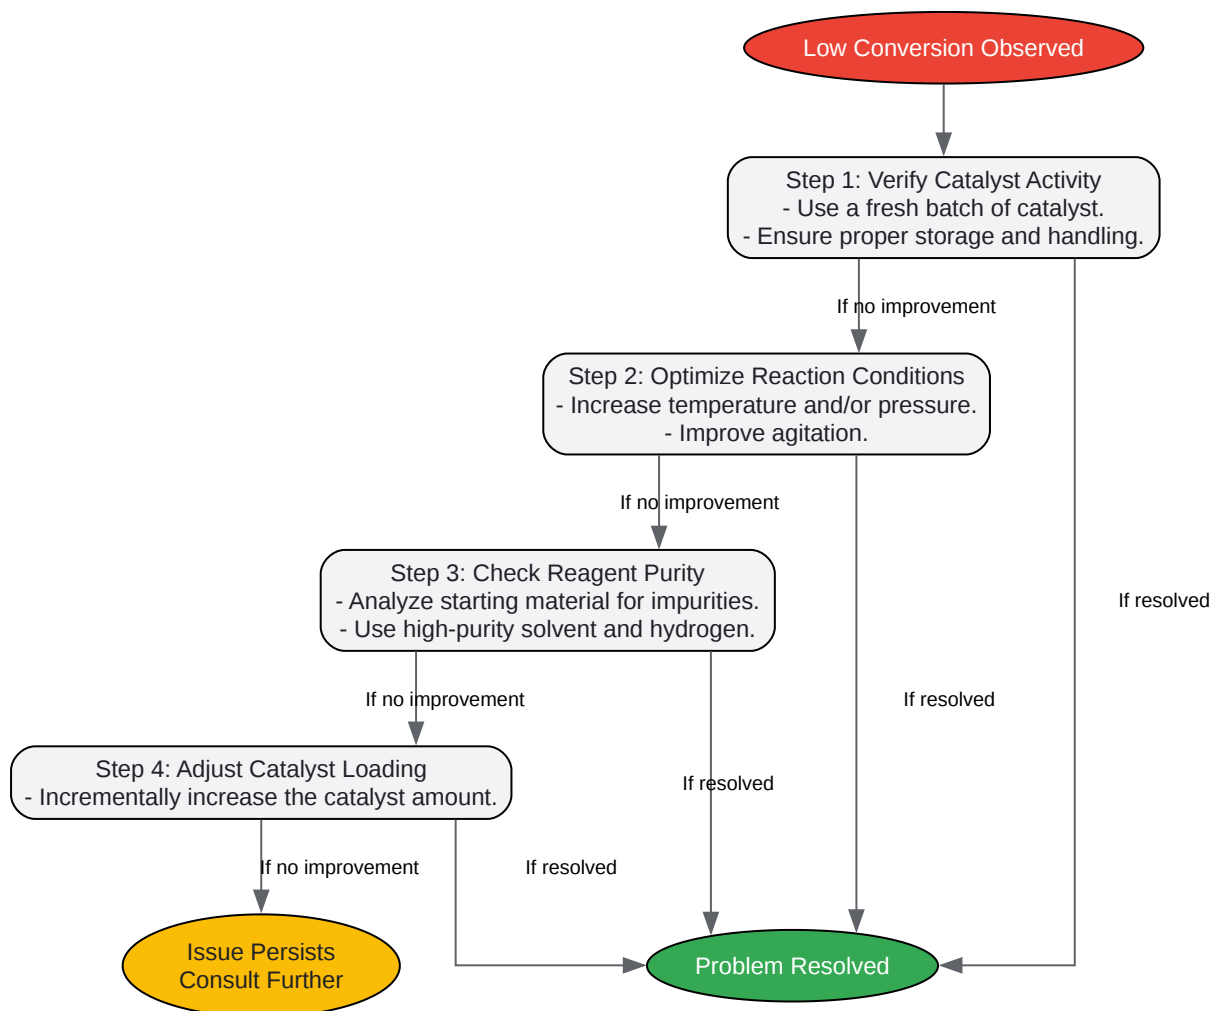 Low Conversion Observed
Step 1: Verify Catalyst Activity
- Use a fresh batch of catalyst.
- Ensure proper storage and handling.
If no improvement
Step 2: Optimize Reaction Conditions
- Increase temperature and/or pressure.
- Improve agitation.
If no improvement
Step 3: Check Reagent Purity
- Analyze starting material for impurities.
- Use high-purity solvent and hydrogen.
If resolved
If no improvement
If resolved
Step 4: Adjust Catalyst Loading
- Incrementally increase the catalyst amount.
If resolved
If no improvement
If resolved
Issue Persists
Consult Further
Problem Resolved